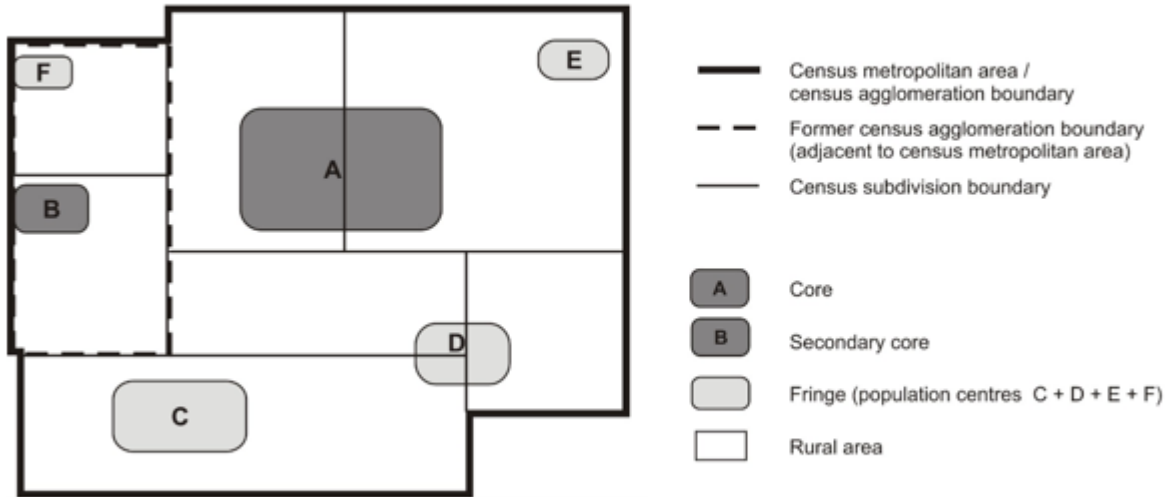 F
E
A
B
D
C
Census metropolitan area /
census agglomeration boundary
Former census agglomeration boundary
(adjacent to census metropolitan area)
Census subdivision boundary
A Core
B Secondary core
Fringe (population centres C + D + E + F)
Rural area